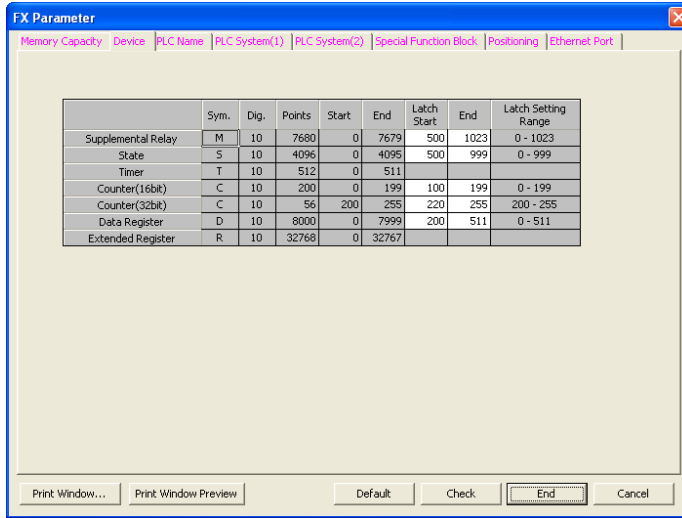 FX Parameter
Memory Capacity Device PLC Name PLC System(1) PLC System(2) Special Function Block Positioning Ethernet Port
Sym. Dig. Points Start End Latch Start End Latch Setting Range
Supplemental Relay M 10 7680 0 7679 500 1023 0 - 1023
State S 10 4096 0 4095 500 999 0 - 999
Timer T 10 512 0 511
Counter(16bit) C 10 200 0 199 100 199 0 - 199
Counter(32bit) C 10 56 200 255 220 255 200 - 255
Data Register D 10 8000 0 7999 200 511 0 - 511
Extended Register R 10 32768 0 32767
Print Window... Print Window Preview Default Check End Cancel